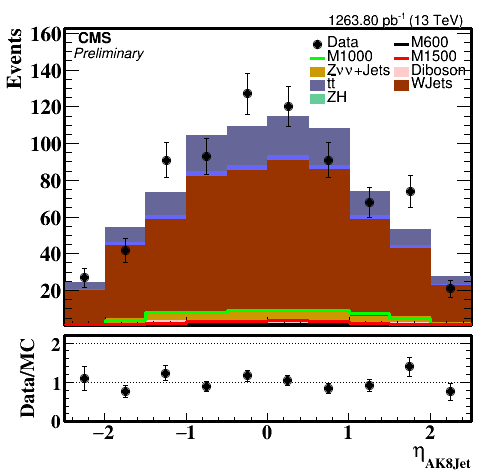 1263.80 pb⁻¹ (13 TeV)
CMS
Preliminary
Data
M600
M1000
M1500
Zνν+Jets
Diboson
tt
WJets
ZH
Events
160
140
120
100
80
60
40
20
Data/MC
2
1
0
−2 −1 0 1 2
η AK8Jet